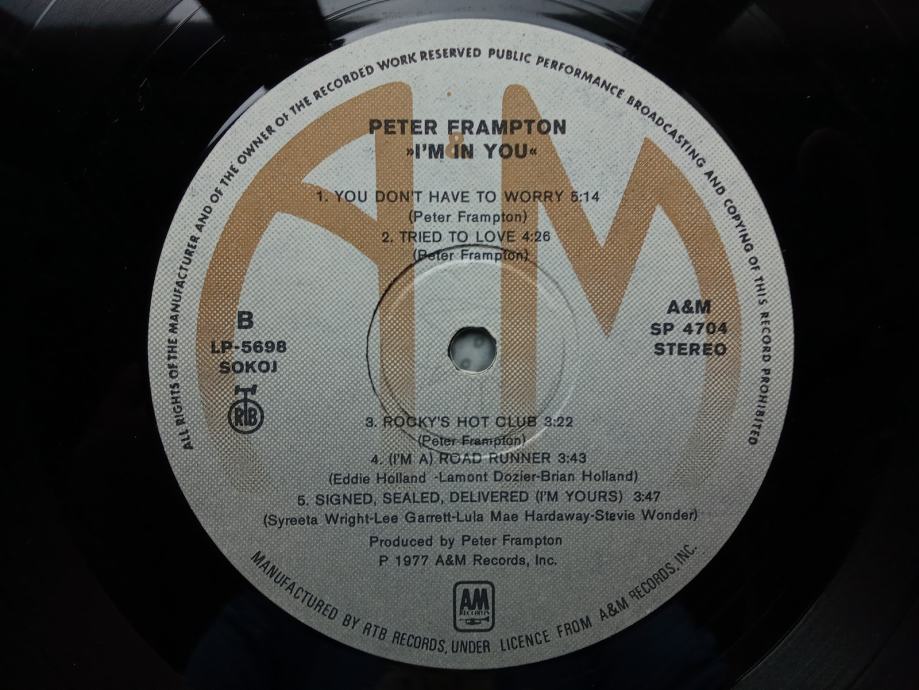 ALL RIGHTS OF THE MANUFACTURER AND OF THE OWNER OF THE RECORDED WORK RESERVED PUBLIC PERFORMANCE BROADCASTING AND COPYING OF THIS RECORD PROHIBITED
A&M
PETER FRAMPTON
»I'M IN YOU«
1. YOU DON'T HAVE TO WORRY 5:14
(Peter Frampton)
2. TRIED TO LOVE 4:26
(Peter Frampton)
B
LP-5698
SOKOJ
RTB
A&M
SP 4704
STEREO
3. ROCKY'S HOT CLUB 3:22
(Peter Frampton)
4. (I'M A) ROAD RUNNER 3:43
(Eddie Holland -Lamont Dozier-Brian Holland)
5. SIGNED, SEALED, DELIVERED (I'M YOURS) 3:47
(Syreeta Wright-Lee Garrett-Lula Mae Hardaway-Stevie Wonder)
Produced by Peter Frampton
P 1977 A&M Records, Inc.
AM
RECORDS
MANUFACTURED BY RTB RECORDS, UNDER LICENCE FROM A&M RECORDS, INC.